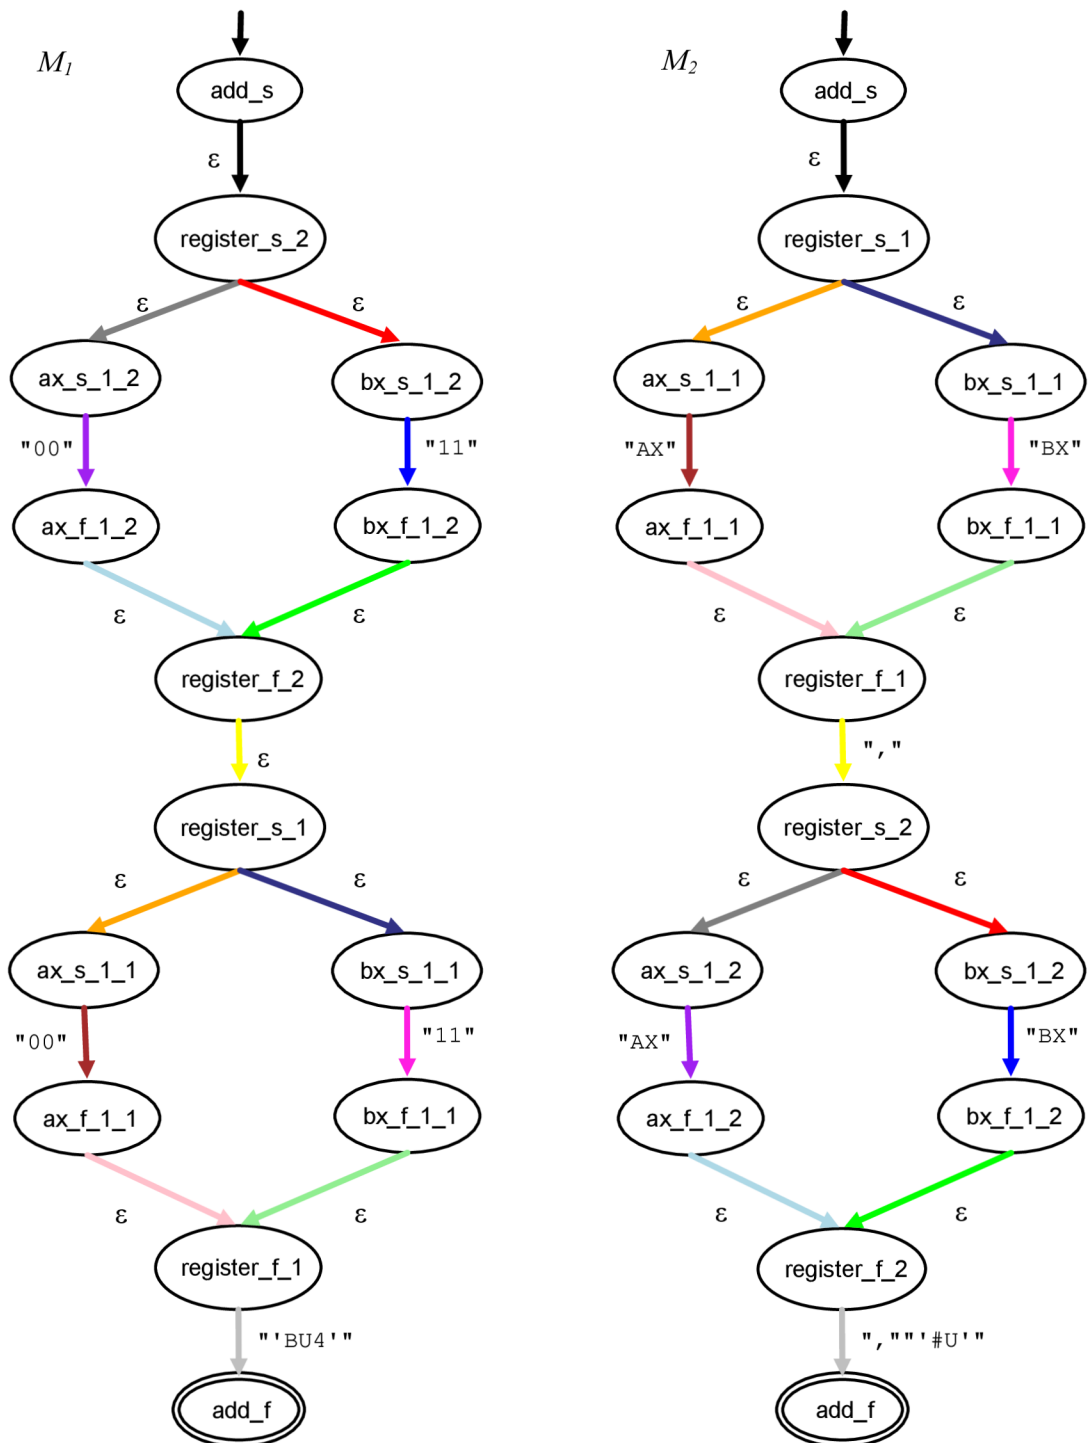 M1 M2
add_s add_s
ε ε
register_s_2 register_s_1
ε ε ε ε
ax_s_1_2 bx_s_1_2 ax_s_1_1 bx_s_1_1
"00" "11" "AX" "BX"
ax_f_1_2 bx_f_1_2 ax_f_1_1 bx_f_1_1
ε ε ε ε
register_f_2 register_f_1
ε ","
register_s_1 register_s_2
ε ε ε ε
ax_s_1_1 bx_s_1_1 ax_s_1_2 bx_s_1_2
"00" "11" "AX" "BX"
ax_f_1_1 bx_f_1_1 ax_f_1_2 bx_f_1_2
ε ε ε ε
register_f_1 register_f_2
"'BU4'" ",""'#U'"
add_f add_f